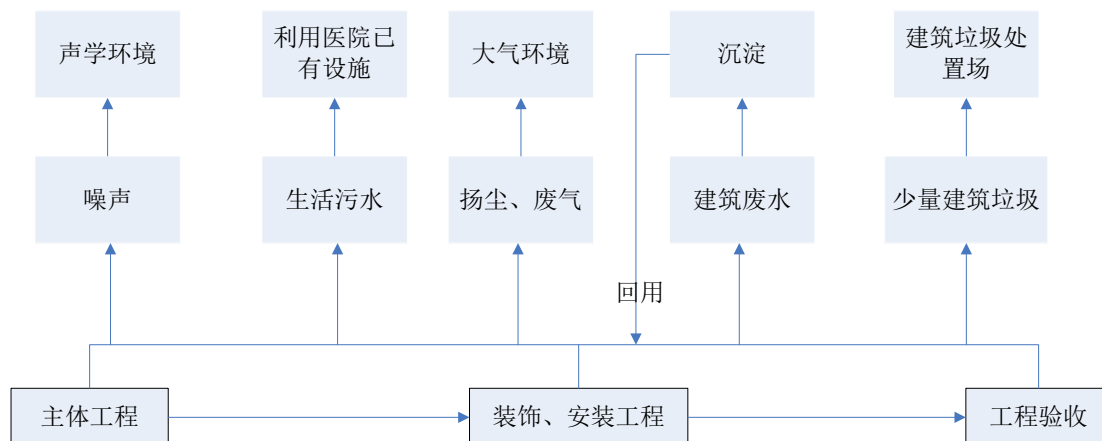 声学环境
利用医院已
有设施
大气环境
沉淀
建筑垃圾处
置场
噪声
生活污水
扬尘、废气
建筑废水
少量建筑垃圾
回用
主体工程
装饰、安装工程
工程验收